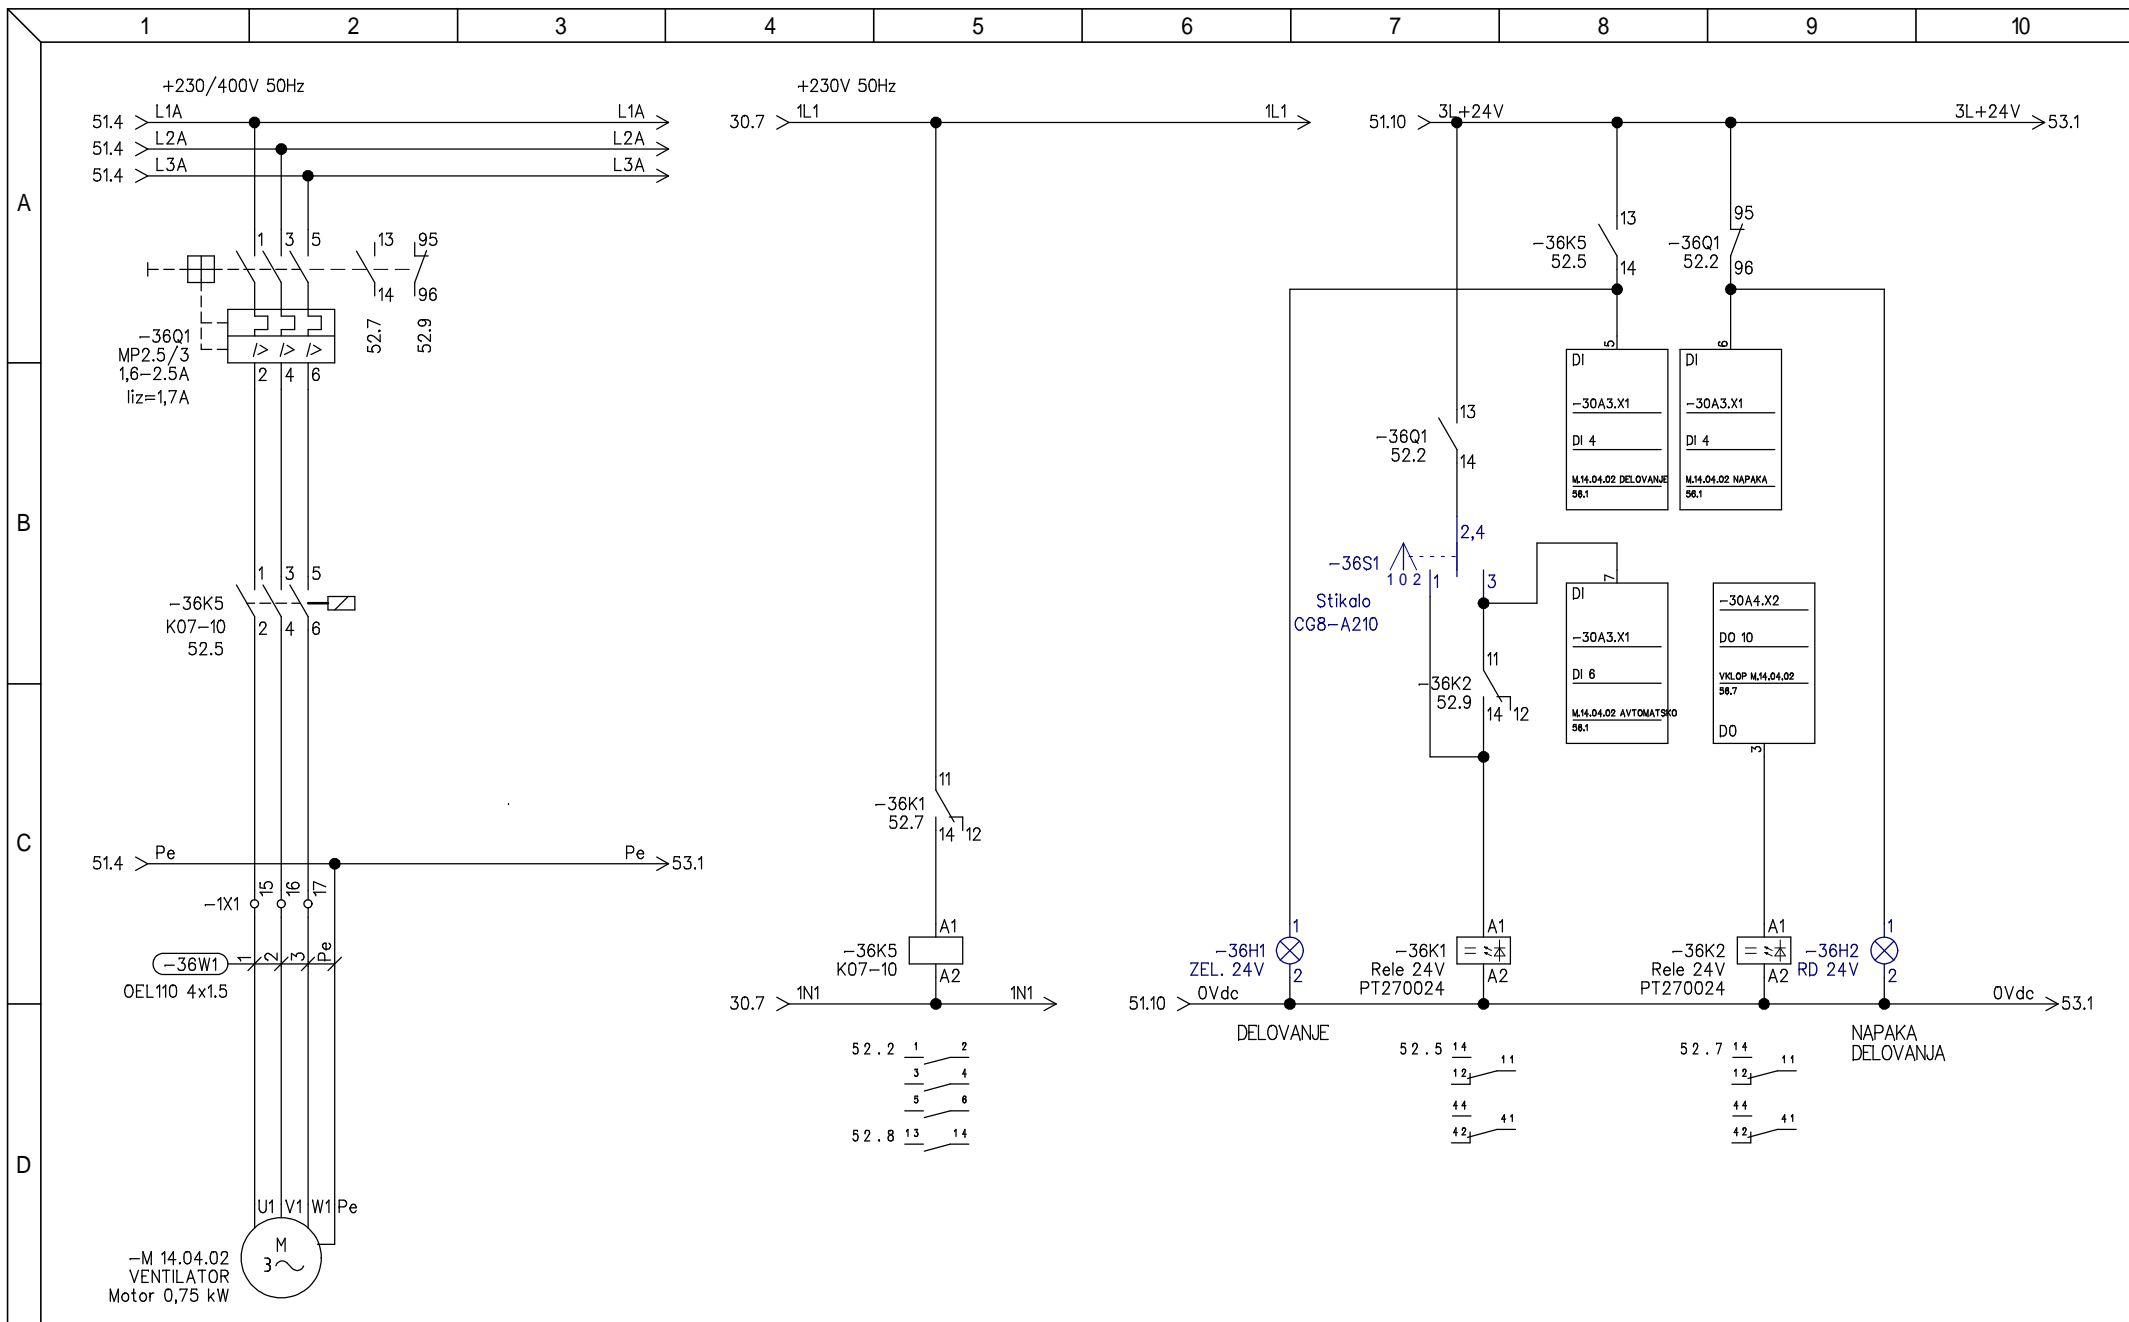 1 2 3 4 5 6 7 8 9 10
A
B
C
D
+230/400V 50Hz
51.4 L1A L1A
51.4 L2A L2A
51.4 L3A L3A
1 3 5 13 95
14 96
52.7 52.9
-36Q1
MP2.5/3
1,6-2.5A
Iiz=1,7A
/> /> />
2 4 6
1 3 5
-36K5
K07-10
52.5
2 4 6
51.4 Pe Pe 53.1
-1X1 15 16 17
-36W1 1 2 3 Pe
OEL110 4x1.5
U1 V1 W1 Pe
M
3
-M 14.04.02
VENTILATOR
Motor 0,75 kW
+230V 50Hz
30.7 1L1 1L1
11
-36K1
52.7
14 12
A1
-36K5
K07-10
A2
30.7 1N1 1N1
52.2 1 2
3 4
5 6
52.8 13 14
51.10 3L+24V 3L+24V 53.1
13
-36K5
52.5
14
95
-36Q1
52.2
96
5
DI
-30A3.X1
DI 4
M.14.04.02 DELOVANJE
56.1
6
DI
-30A3.X1
DI 4
M.14.04.02 NAPAKA
56.1
13
-36Q1
52.2
14
2,4
-36S1
1 0 2
1 3
Stikalo
CG8-A210
11
-36K2
52.9
14 12
7
DI
-30A3.X1
DI 6
M.14.04.02 AVTOMATSKO
56.1
-30A4.X2
DO 10
VKLOP M.14.04.02
56.7
DO
3
1
-36H1
ZEL. 24V
2
A1
-36K1
Rele 24V
PT270024
A2
A1
-36K2
Rele 24V
PT270024
A2
1
-36H2
RD 24V
2
51.10 0Vdc 0Vdc 53.1
DELOVANJE
NAPAKA
DELOVANJA
52.5 14
12 11
44
42 41
52.7 14
12 11
44
42 41